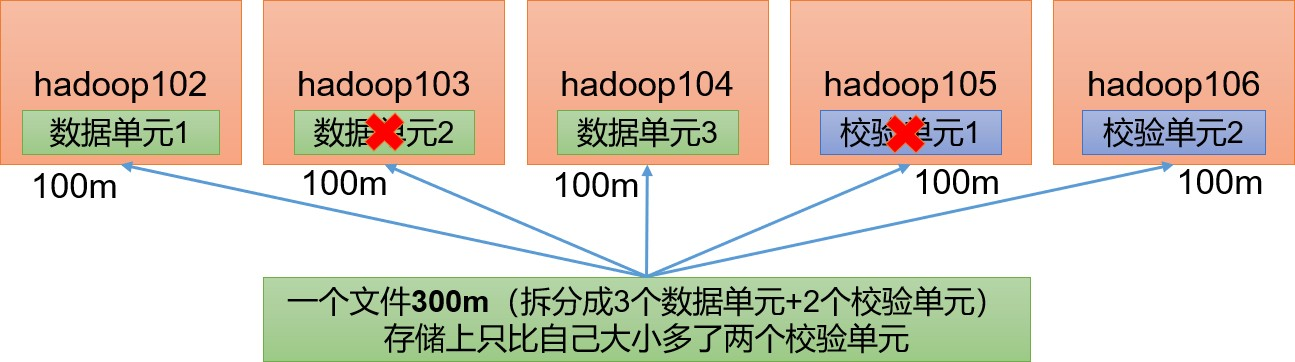 hadoop102
hadoop103
hadoop104
hadoop105
hadoop106
数据单元1
数据单元2
数据单元3
校验单元1
校验单元2
100m
100m
100m
100m
100m
一个文件300m（拆分成3个数据单元+2个校验单元）
存储上只比自己大小多了两个校验单元